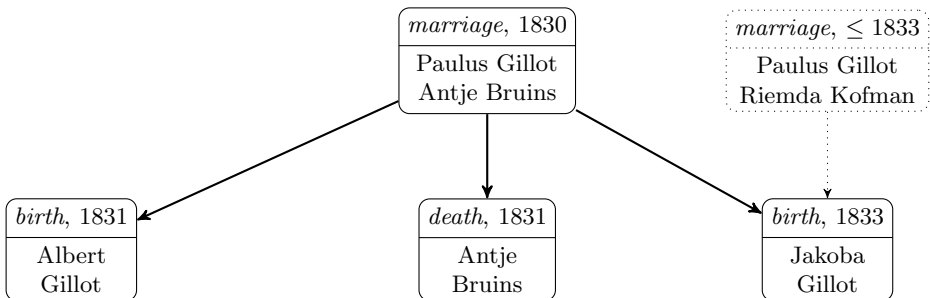 marriage, 1830
Paulus Gillot
Antje Bruins
marriage, ≤ 1833
Paulus Gillot
Riemda Kofman
birth, 1831
Albert
Gillot
death, 1831
Antje
Bruins
birth, 1833
Jakoba
Gillot